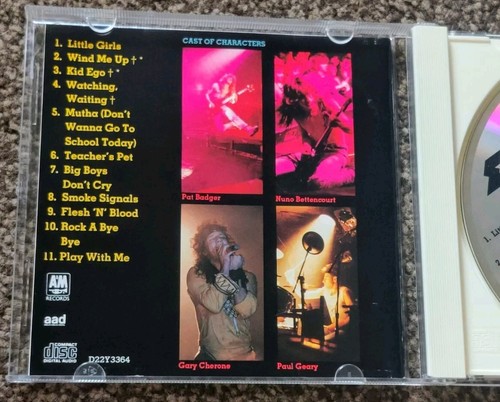 CAST OF CHARACTERS
1. Little Girls
2. Wind Me Up † *
3. Kid Ego † *
4. Watching,
Waiting †
5. Mutha (Don't
Wanna Go To
School Today)
6. Teacher's Pet
7. Big Boys
Don't Cry
8. Smoke Signals
9. Flesh 'N' Blood
10. Rock A Bye
Bye
11. Play With Me
Pat Badger
Nuno Bettencourt
Gary Cherone
Paul Geary
A&M
RECORDS
aad
COMPACT
disc
DIGITAL AUDIO
D22Y3364
1.
2.